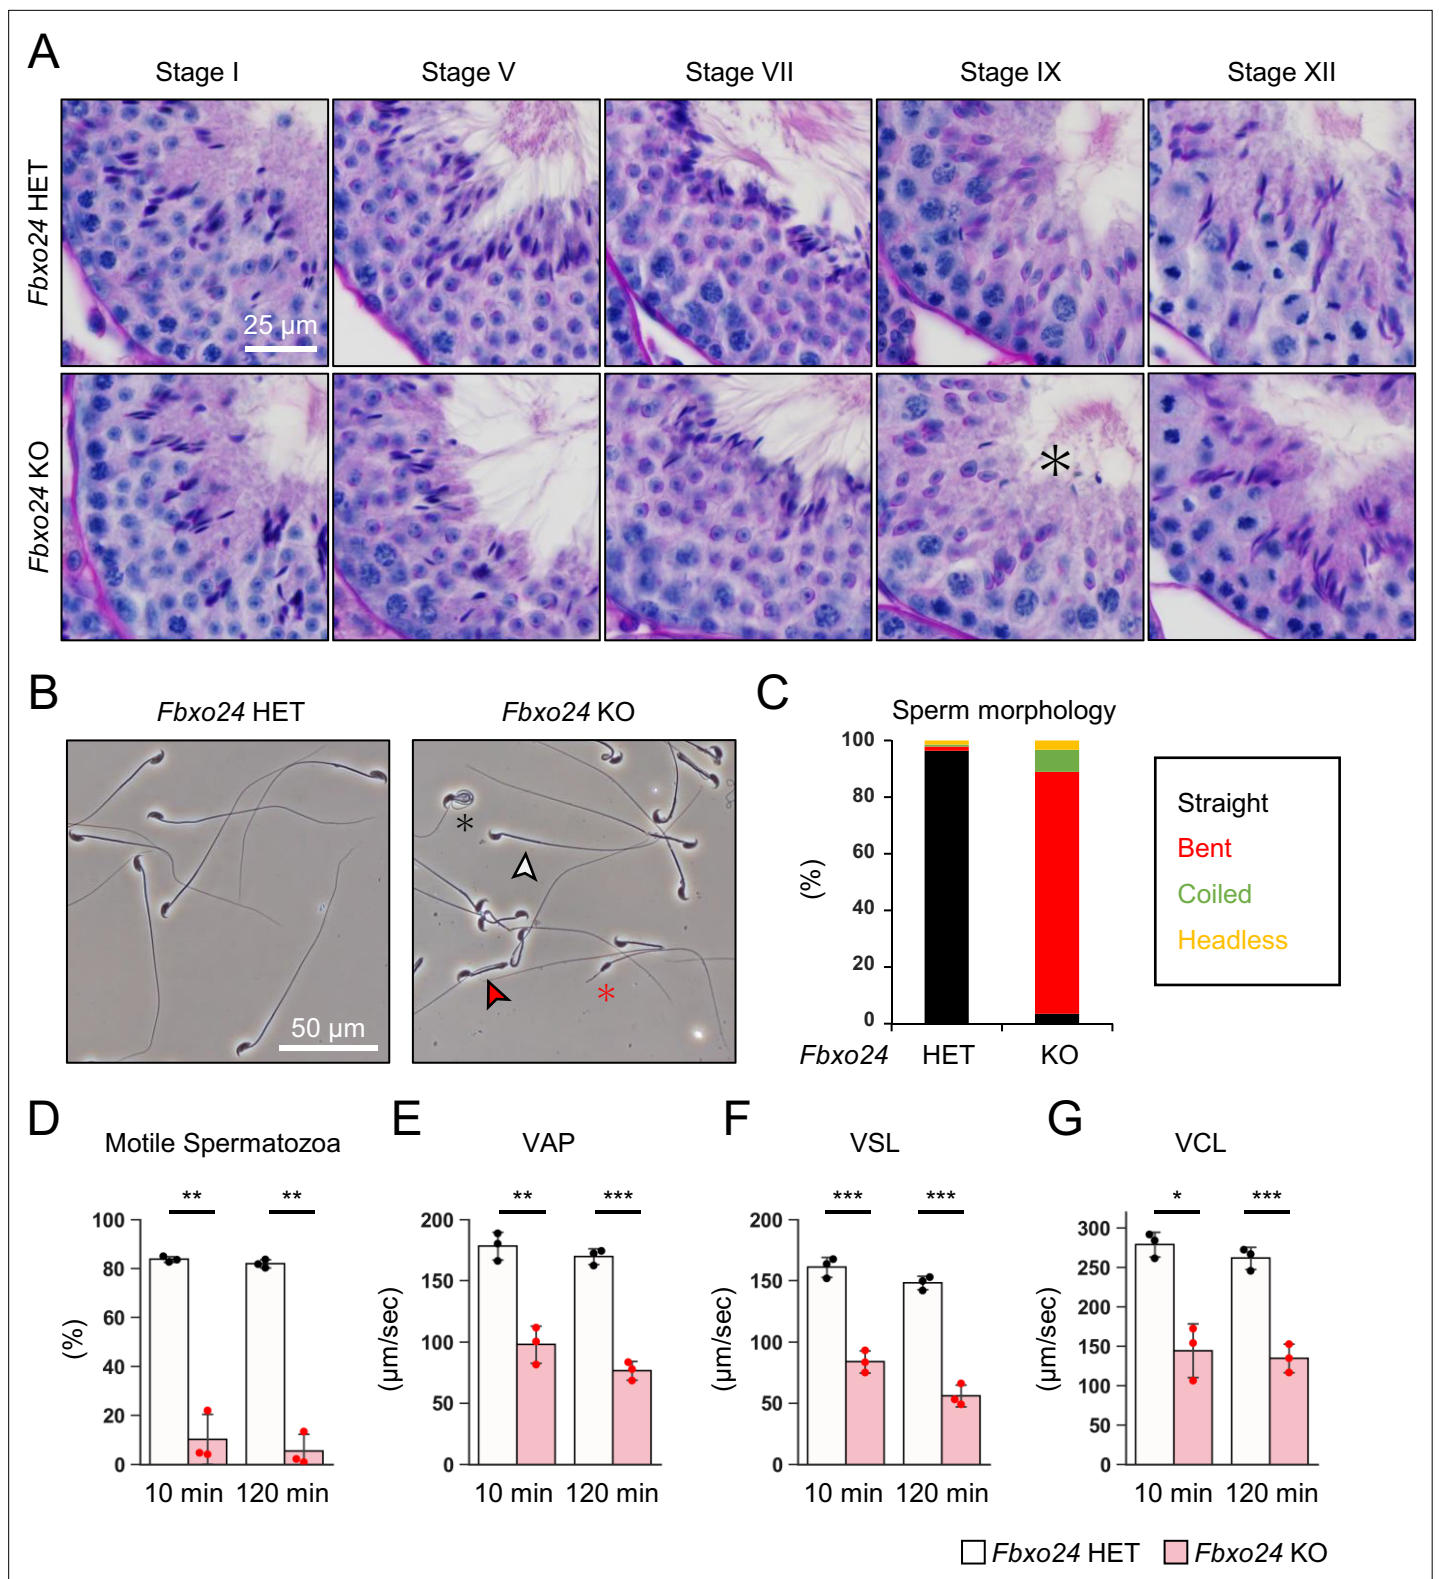 A
Stage I
Stage V
Stage VII
Stage IX
Stage XII
Fbxo24 HET
25 µm
Fbxo24 KO
*
B
Fbxo24 HET
Fbxo24 KO
*
*
50 µm
C
Sperm morphology
(%)
100
80
60
40
20
0
Fbxo24
HET
KO
Straight
Bent
Coiled
Headless
D
Motile Spermatozoa
** **
(%)
100
80
60
40
20
0
10 min 120 min
E
VAP
** ***
(µm/sec)
200
150
100
50
0
10 min 120 min
F
VSL
*** ***
(µm/sec)
200
150
100
50
0
10 min 120 min
G
VCL
* ***
(µm/sec)
300
250
200
150
100
50
0
10 min 120 min
Fbxo24 HET
Fbxo24 KO